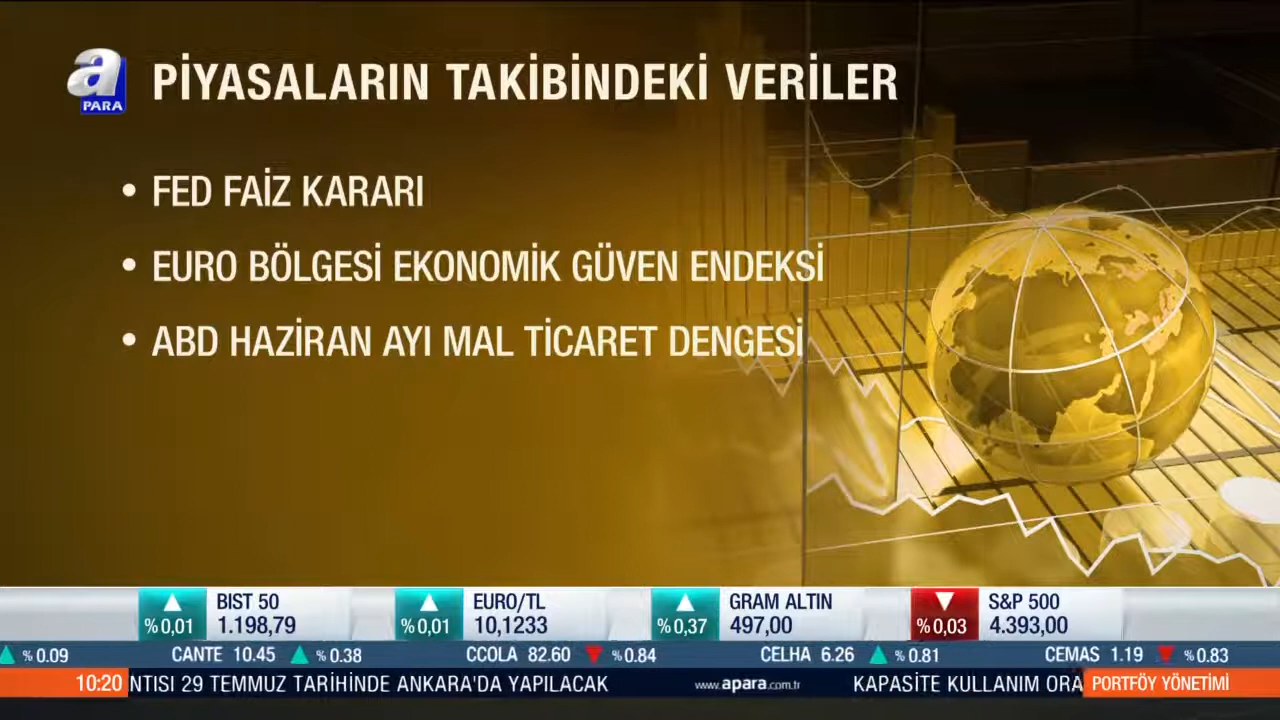 a
PARA
PİYASALARIN TAKİBİNDEKİ VERİLER
• FED FAİZ KARARI
• EURO BÖLGESİ EKONOMİK GÜVEN ENDEKSİ
• ABD HAZİRAN AYI MAL TİCARET DENGESİ
%0,01 BIST 50 1.198,79
%0,01 EURO/TL 10,1233
%0,37 GRAM ALTIN 497,00
%0,03 S&P 500 4.393,00
%0.09 CANTE 10.45 %0.38 CCOLA 82.60 %0.84 CELHA 6.26 %0.81 CEMAS 1.19 %0.83
10:20 NTISI 29 TEMMUZ TARİHİNDE ANKARA'DA YAPILACAK www.apara.com.tr KAPASİTE KULLANIM ORA PORTFÖY YÖNETİMİ